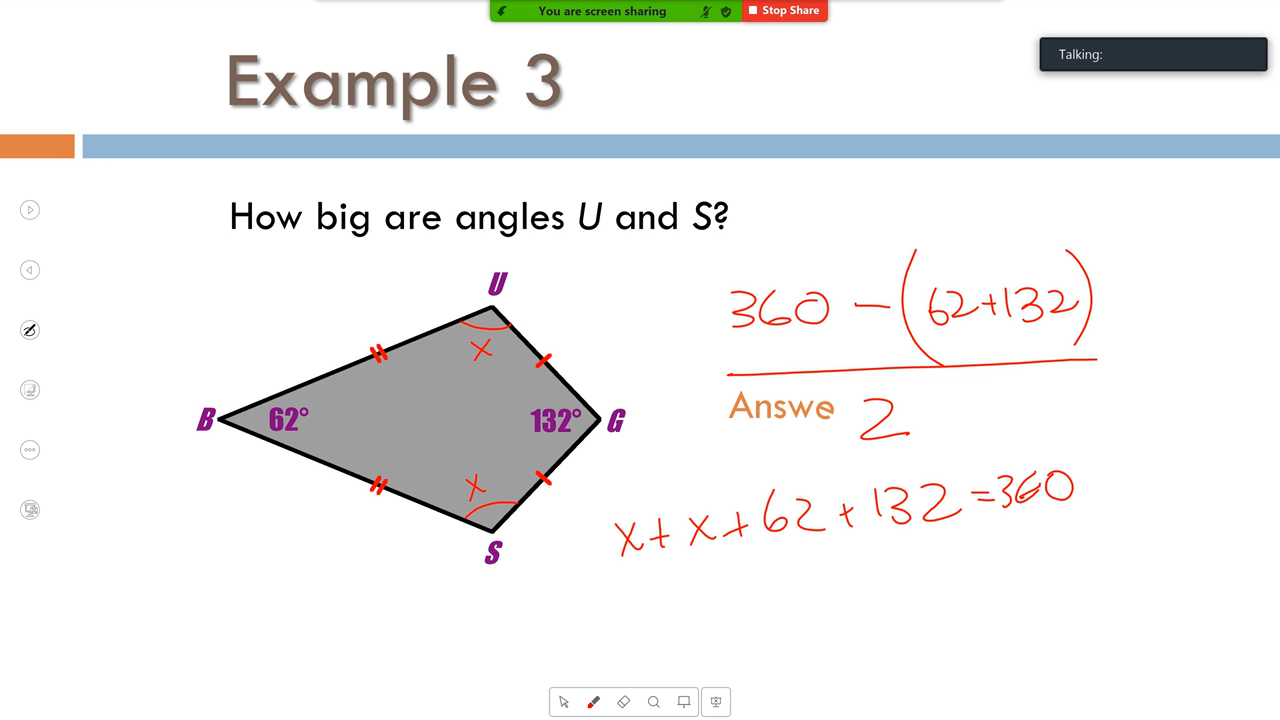 You are screen sharing
Stop Share
Talking:
Example 3
How big are angles U and S?
U
x
B
62°
132°
G
x
S
360 - (62+132)
Answe 2
x + x + 62 + 132 = 360